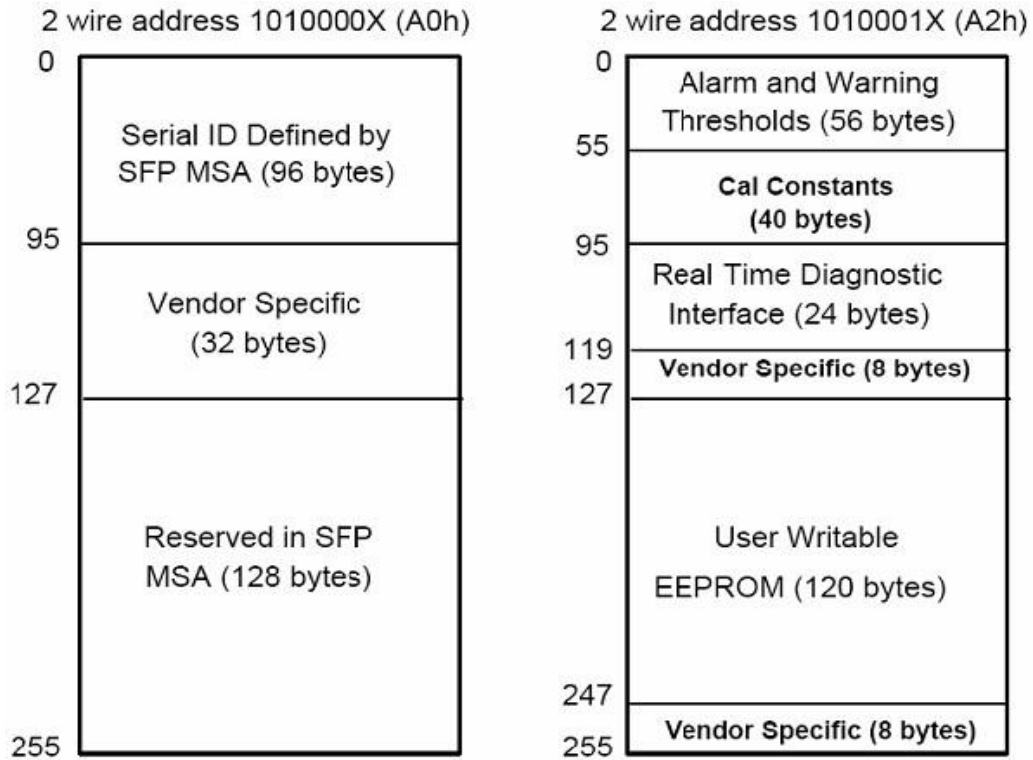 2 wire address 1010000X (A0h)
0
Serial ID Defined by
SFP MSA (96 bytes)
95
Vendor Specific
(32 bytes)
127
Reserved in SFP
MSA (128 bytes)
255
2 wire address 1010001X (A2h)
0
Alarm and Warning
Thresholds (56 bytes)
55
Cal Constants
(40 bytes)
95
Real Time Diagnostic
Interface (24 bytes)
119
Vendor Specific (8 bytes)
127
User Writable
EEPROM (120 bytes)
247
Vendor Specific (8 bytes)
255